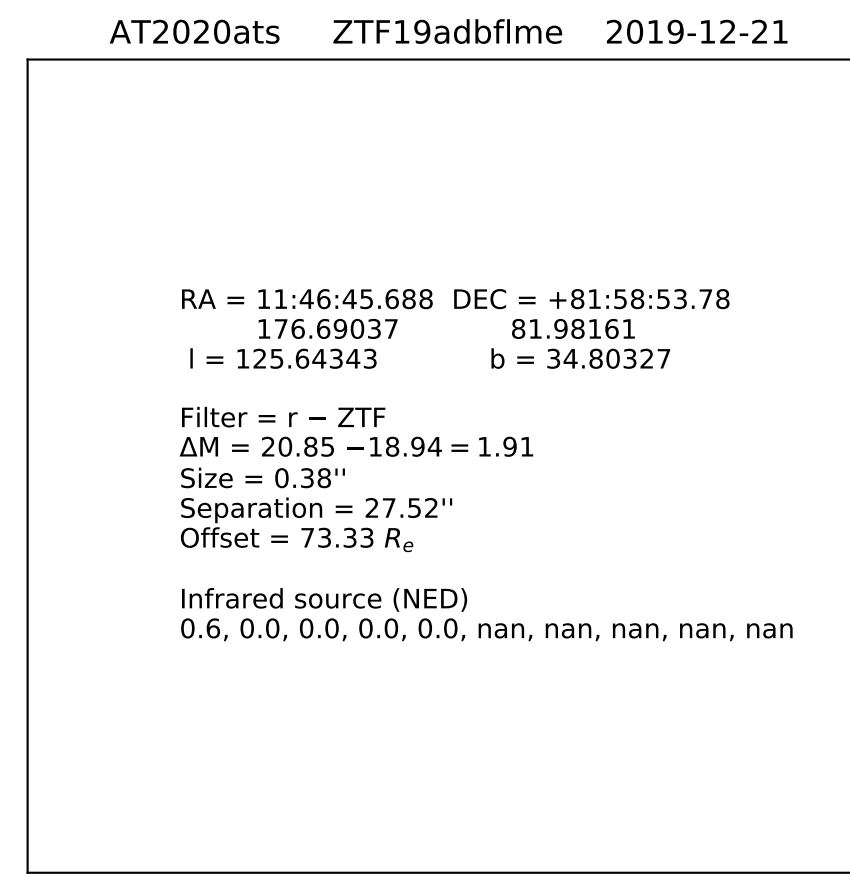 AT2020ats ZTF19adbflme 2019-12-21
RA = 11:46:45.688 DEC = +81:58:53.78
176.69037 81.98161
l = 125.64343 b = 34.80327
Filter = r − ZTF
ΔM = 20.85 −18.94 = 1.91
Size = 0.38''
Separation = 27.52''
Offset = 73.33 Re
Infrared source (NED)
0.6, 0.0, 0.0, 0.0, 0.0, nan, nan, nan, nan, nan